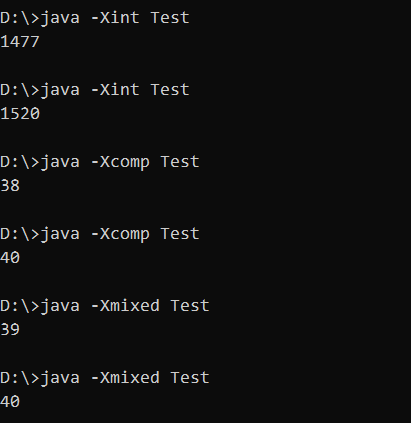 D:\>java -Xint Test
1477
D:\>java -Xint Test
1520
D:\>java -Xcomp Test
38
D:\>java -Xcomp Test
40
D:\>java -Xmixed Test
39
D:\>java -Xmixed Test
40